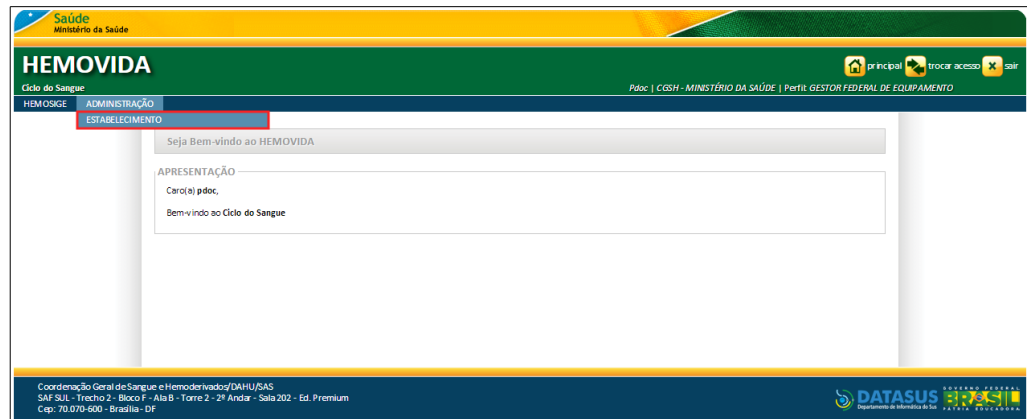 Saúde
Ministério da Saúde
HEMOVIDA
principal trocar acesso sair
Ciclo do Sangue
Pdoc | CGSH - MINISTÉRIO DA SAÚDE | Perfil: GESTOR FEDERAL DE EQUIPAMENTO
HEMOSIGE ADMINISTRAÇÃO
ESTABELECIMENTO
Seja Bem-vindo ao HEMOVIDA
APRESENTAÇÃO
Caro(a) pdoc,
Bem-vindo ao Ciclo do Sangue
Coordenação Geral de Sangue e Hemoderivados/DAHU/SAS
SAF SUL - Trecho 2 - Bloco F - Ala B - Torre 2 - 2º Andar - Sala 202 - Ed. Premium
Cep: 70.070-600 - Brasília - DF
DATASUS
Departamento de Informática do Sus
GOVERNO FEDERAL
BRASIL
PÁTRIA EDUCADORA